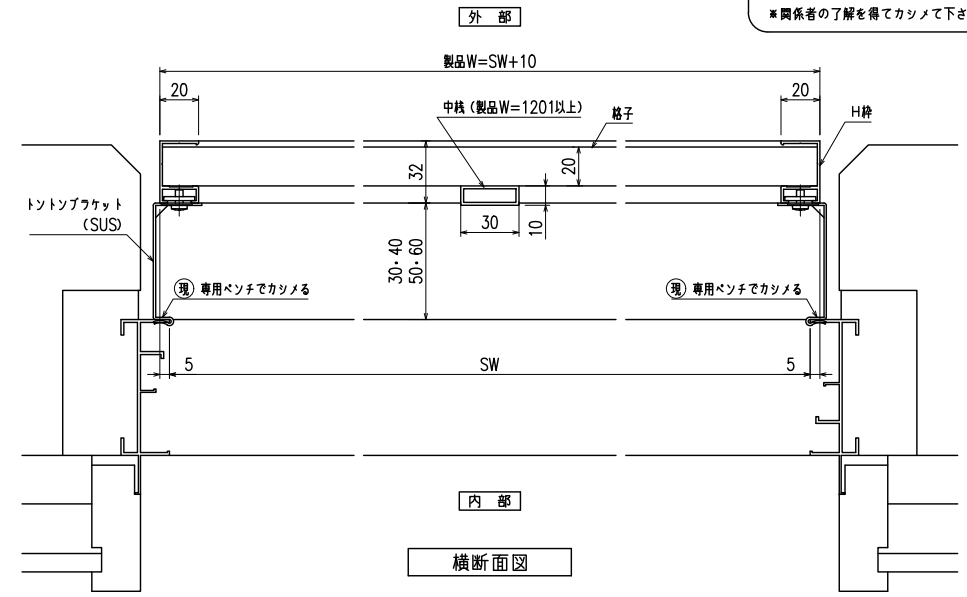 外 部
※関係者の了解を得てカシメて下さ
製品W=SW+10
20
20
中桟（製品W=1201以上）
格子
H枠
32
20
トントンブラケット
(SUS)
30
10
30・40
50・60
現 専用ペンチでカシメる
現 専用ペンチでカシメる
5
SW
5
内 部
横断面図